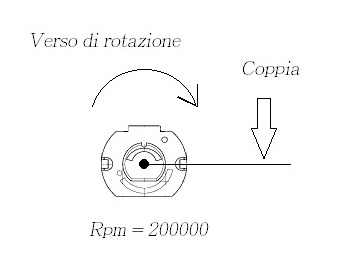 Verso di rotazione
Coppia
Rpm = 200000